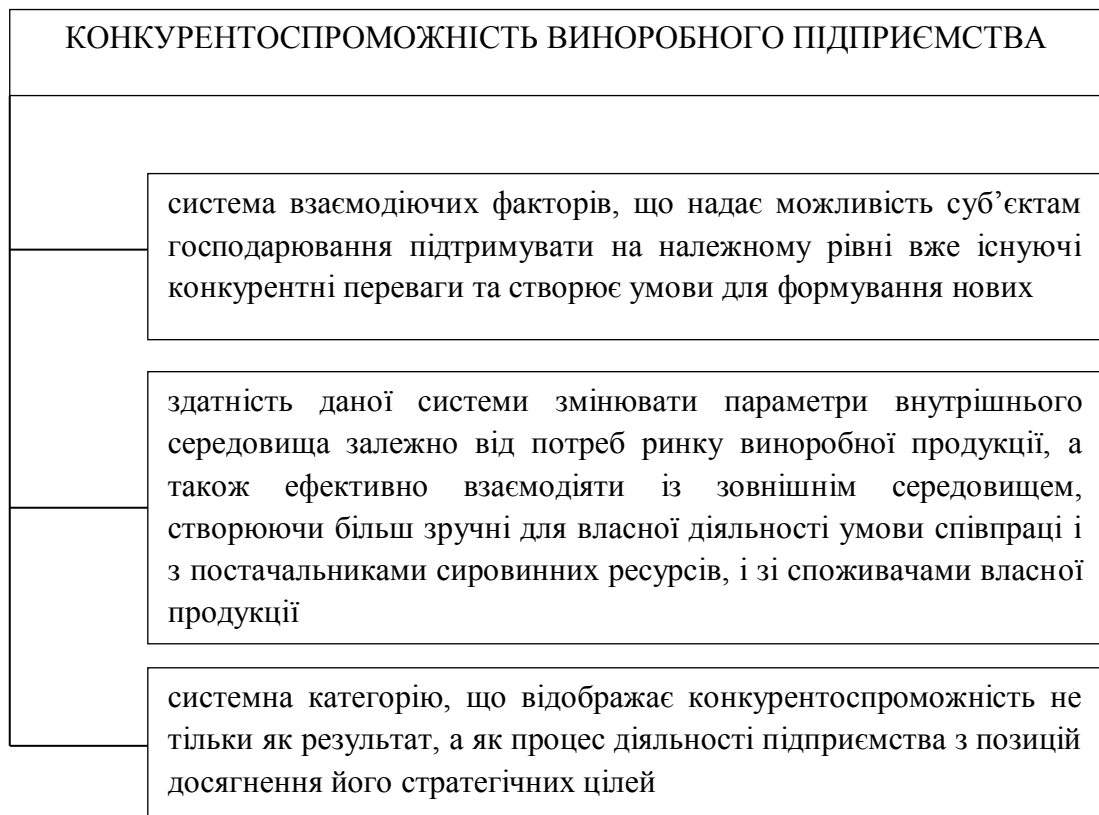 КОНКУРЕНТОСПРОМОЖНІСТЬ ВИНОРОБНОГО ПІДПРИЄМСТВА
система взаємодіючих факторів, що надає можливість суб’єктам
господарювання підтримувати на належному рівні вже існуючі
конкурентні переваги та створює умови для формування нових
здатність даної системи змінювати параметри внутрішнього
середовища залежно від потреб ринку виноробної продукції, а
також ефективно взаємодіяти із зовнішнім середовищем,
створюючи більш зручні для власної діяльності умови співпраці і
з постачальниками сировинних ресурсів, і зі споживачами власної
продукції
системна категорію, що відображає конкурентоспроможність не
тільки як результат, а як процес діяльності підприємства з позицій
досягнення його стратегічних цілей